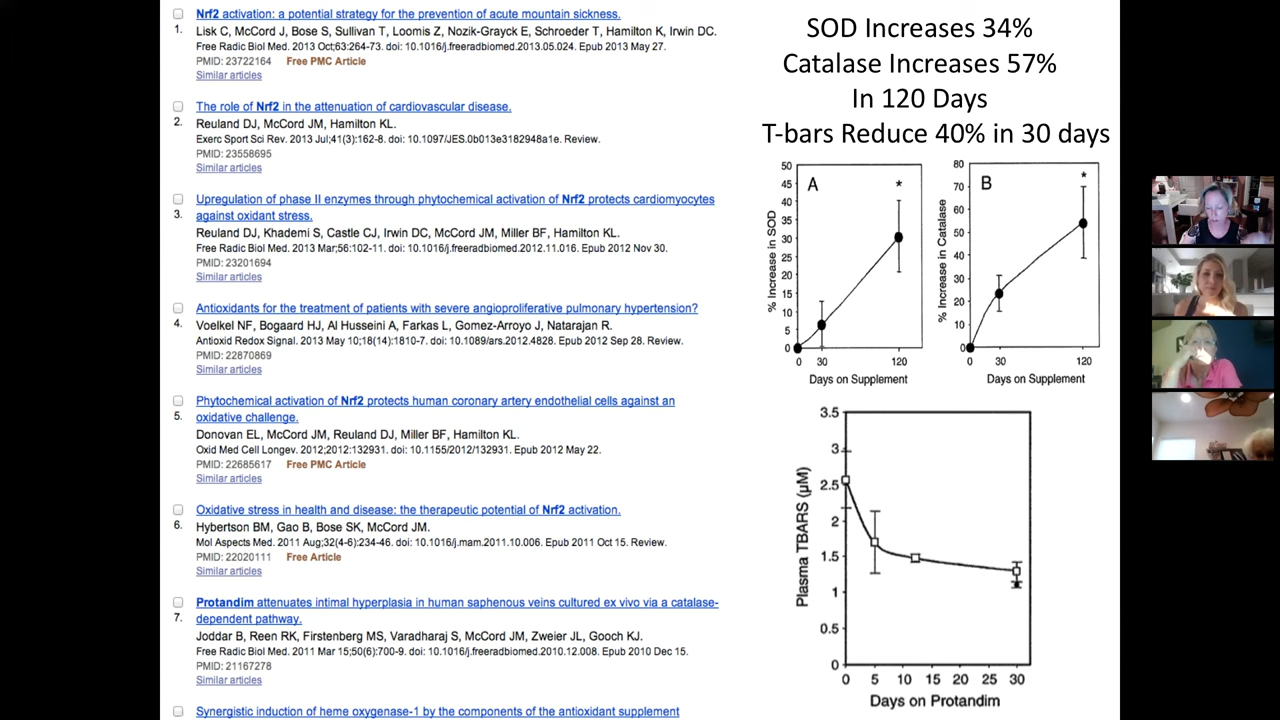 Nrf2 activation: a potential strategy for the prevention of acute mountain sickness.
1.
Lisk C, McCord J, Bose S, Sullivan T, Loomis Z, Nozik-Grayck E, Schroeder T, Hamilton K, Irwin DC.
Free Radic Biol Med. 2013 Oct;63:264-73. doi: 10.1016/j.freeradbiomed.2013.05.024. Epub 2013 May 27.
PMID: 23722164 Free PMC Article
Similar articles
The role of Nrf2 in the attenuation of cardiovascular disease.
2.
Reuland DJ, McCord JM, Hamilton KL.
Exerc Sport Sci Rev. 2013 Jul;41(3):162-8. doi: 10.1097/JES.0b013e3182948a1e. Review.
PMID: 23558695
Similar articles
Upregulation of phase II enzymes through phytochemical activation of Nrf2 protects cardiomyocytes
against oxidant stress.
3.
Reuland DJ, Khademi S, Castle CJ, Irwin DC, McCord JM, Miller BF, Hamilton KL.
Free Radic Biol Med. 2013 Mar;56:102-11. doi: 10.1016/j.freeradbiomed.2012.11.016. Epub 2012 Nov 30.
PMID: 23201694
Similar articles
Antioxidants for the treatment of patients with severe angioproliferative pulmonary hypertension?
4.
Voelkel NF, Bogaard HJ, Al Husseini A, Farkas L, Gomez-Arroyo J, Natarajan R.
Antioxid Redox Signal. 2013 May 10;18(14):1810-7. doi: 10.1089/ars.2012.4828. Epub 2012 Sep 28. Review.
PMID: 22870869
Similar articles
Phytochemical activation of Nrf2 protects human coronary artery endothelial cells against an
5.
oxidative challenge.
Donovan EL, McCord JM, Reuland DJ, Miller BF, Hamilton KL.
Oxid Med Cell Longev. 2012;2012:132931. doi: 10.1155/2012/132931. Epub 2012 May 22.
PMID: 22685617 Free PMC Article
Similar articles
Oxidative stress in health and disease: the therapeutic potential of Nrf2 activation.
6.
Hybertson BM, Gao B, Bose SK, McCord JM.
Mol Aspects Med. 2011 Aug;32(4-6):234-46. doi: 10.1016/j.mam.2011.10.006. Epub 2011 Oct 15. Review.
PMID: 22020111 Free Article
Similar articles
Protandim attenuates intimal hyperplasia in human saphenous veins cultured ex vivo via a catalase-
7.
dependent pathway.
Joddar B, Reen RK, Firstenberg MS, Varadharaj S, McCord JM, Zweier JL, Gooch KJ.
Free Radic Biol Med. 2011 Mar 15;50(6):700-9. doi: 10.1016/j.freeradbiomed.2010.12.008. Epub 2010 Dec 15.
PMID: 21167278
Similar articles
Synergistic induction of heme oxygenase-1 by the components of the antioxidant supplement
SOD Increases 34%
Catalase Increases 57%
In 120 Days
T-bars Reduce 40% in 30 days
A
% Increase in SOD
50
45
40
35
30
25
20
15
10
5
0
*
0 30 120
Days on Supplement
B
% Increase in Catalase
80
70
60
50
40
30
20
10
0
*
0 30 120
Days on Supplement
Plasma TBARS (µM)
3.5
3
2.5
2
1.5
1
0.5
0
0 5 10 15 20 25 30
Days on Protandim